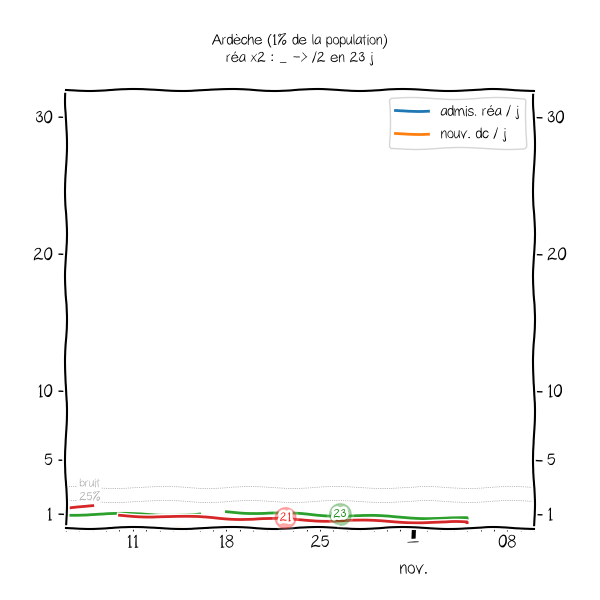 Ardèche (1% de la population)
réa x2 : _ -> /2 en 23 j
admis. réa / j
nouv. dc / j
30 30
20 20
10 10
5 5
bruit
25%
1 1
21 23
11 18 25 08
nov.